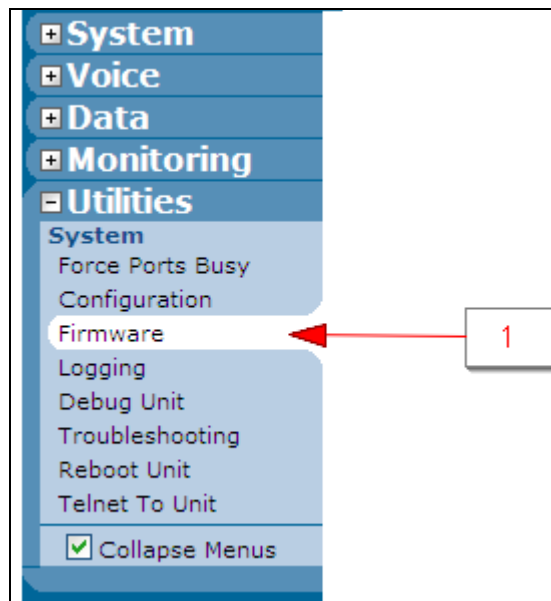 System
Voice
Data
Monitoring
Utilities
System
Force Ports Busy
Configuration
Firmware
1
Logging
Debug Unit
Troubleshooting
Reboot Unit
Telnet To Unit
Collapse Menus